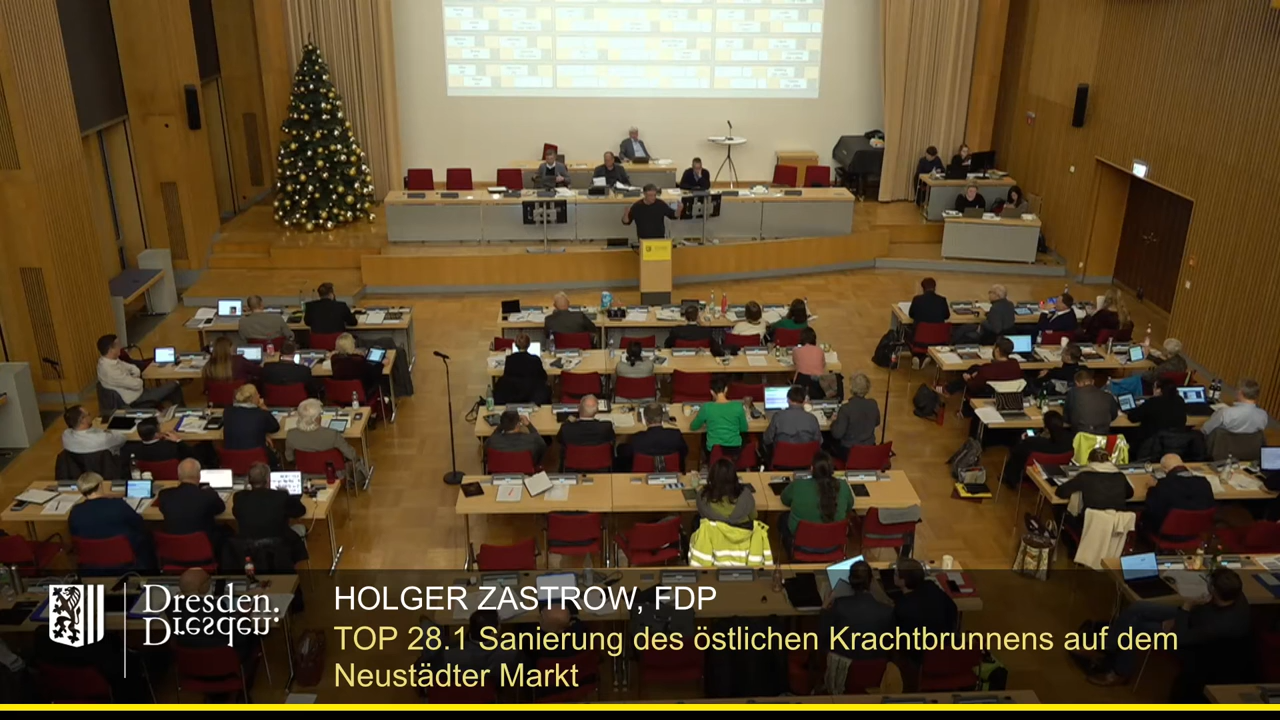 Dresden.
Dresden.
HOLGER ZASTROW, FDP
TOP 28.1 Sanierung des östlichen Krachtbrunnens auf dem
Neustädter Markt